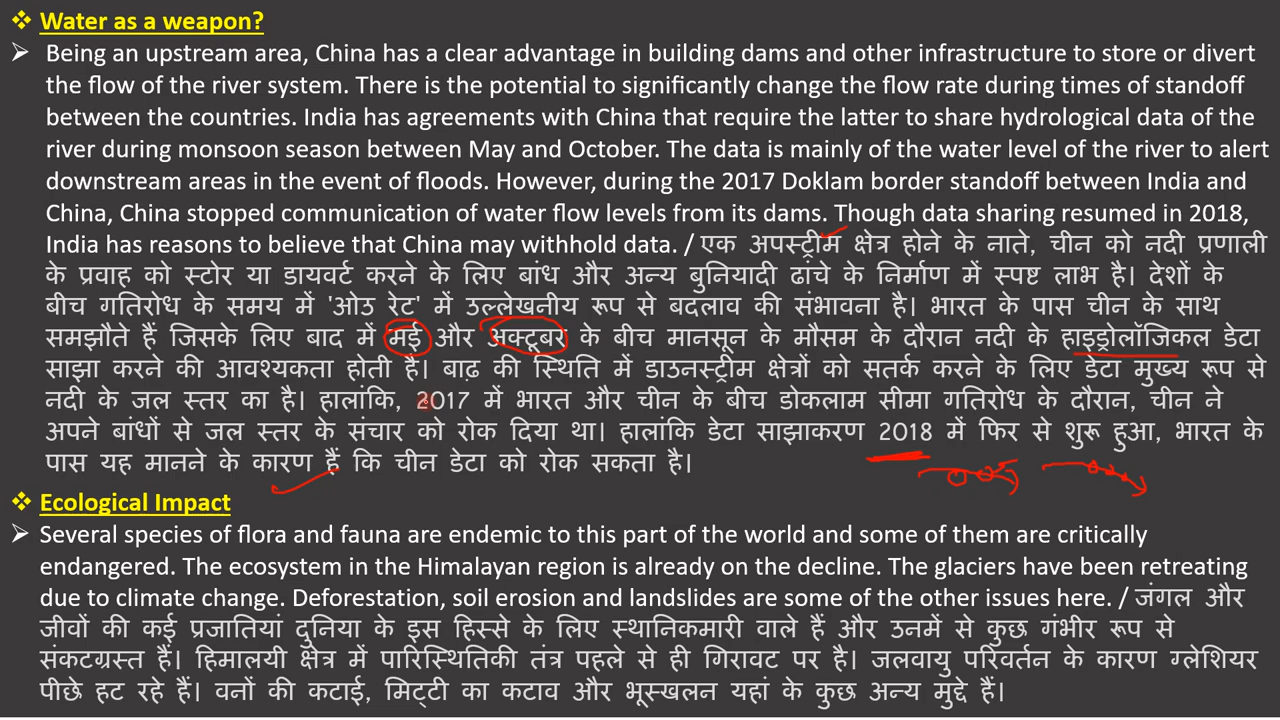 ❖ Water as a weapon?
➤ Being an upstream area, China has a clear advantage in building dams and other infrastructure to store or divert
the flow of the river system. There is the potential to significantly change the flow rate during times of standoff
between the countries. India has agreements with China that require the latter to share hydrological data of the
river during monsoon season between May and October. The data is mainly of the water level of the river to alert
downstream areas in the event of floods. However, during the 2017 Doklam border standoff between India and
China, China stopped communication of water flow levels from its dams. Though data sharing resumed in 2018,
India has reasons to believe that China may withhold data. / एक अपस्ट्रीम क्षेत्र होने के नाते, चीन को नदी प्रणाली
के प्रवाह को स्टोर या डायवर्ट करने के लिए बांध और अन्य बुनियादी ढांचे के निर्माण में स्पष्ट लाभ है। देशों के
बीच गतिरोध के समय में 'ओउ रेट' में उल्लेखनीय रूप से बदलाव की संभावना है। भारत के पास चीन के साथ
समझौते हैं जिसके लिए बाद में मई और अक्टूबर के बीच मानसून के मौसम के दौरान नदी के हाइड्रोलॉजिकल डेटा
साझा करने की आवश्यकता होती है। बाढ़ की स्थिति में डाउनस्ट्रीम क्षेत्रों को सतर्क करने के लिए डेटा मुख्य रूप से
नदी के जल स्तर का है। हालांकि, 2017 में भारत और चीन के बीच डोकलाम सीमा गतिरोध के दौरान, चीन ने
अपने बांधों से जल स्तर के संचार को रोक दिया था। हालांकि डेटा साझाकरण 2018 में फिर से शुरू हुआ, भारत के
पास यह मानने के कारण हैं कि चीन डेटा को रोक सकता है।
❖ Ecological Impact
➤ Several species of flora and fauna are endemic to this part of the world and some of them are critically
endangered. The ecosystem in the Himalayan region is already on the decline. The glaciers have been retreating
due to climate change. Deforestation, soil erosion and landslides are some of the other issues here. / जंगल और
जीवों की कई प्रजातियां दुनिया के इस हिस्से के लिए स्थानिकमारी वाले हैं और उनमें से कुछ गंभीर रूप से
संकटग्रस्त हैं। हिमालयी क्षेत्र में पारिस्थितिकी तंत्र पहले से ही गिरावट पर है। जलवायु परिवर्तन के कारण ग्लेशियर
पीछे हट रहे हैं। वनों की कटाई, मिट्टी का कटाव और भूस्खलन यहां के कुछ अन्य मुद्दे हैं।